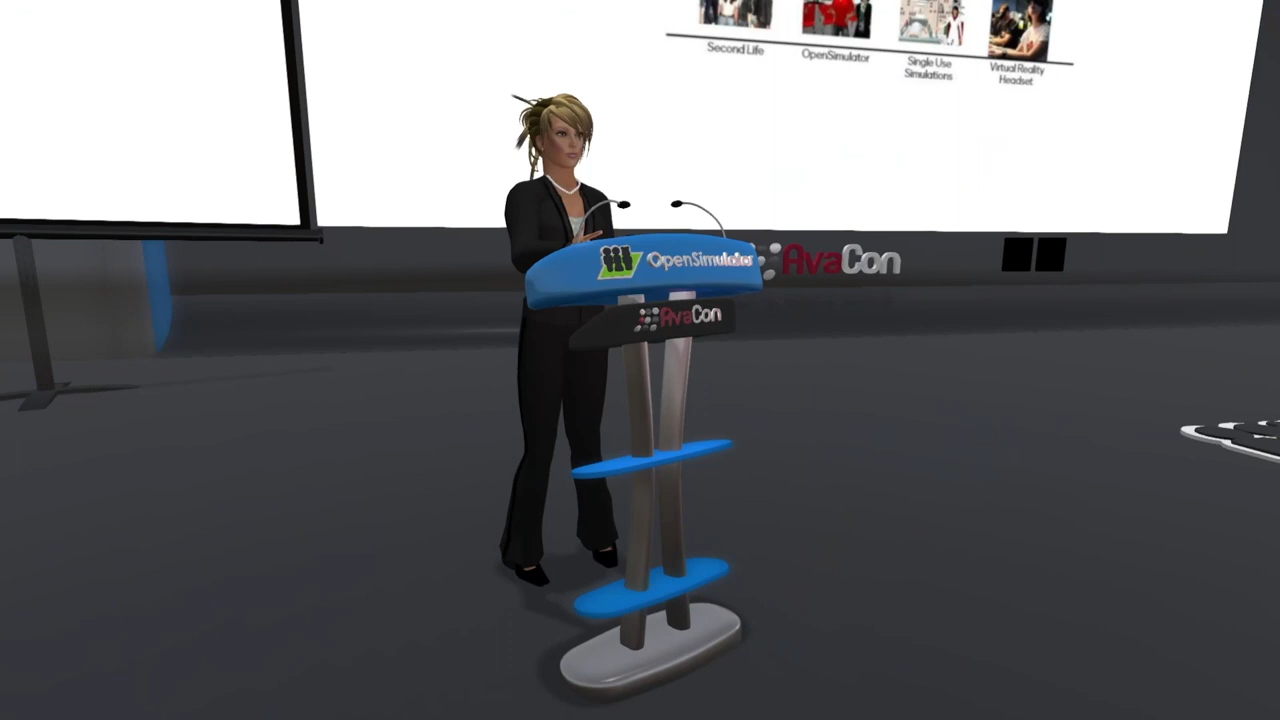 Second Life
OpenSimulator
Single Use
Simulations
Virtual Reality
Headset
OpenSimulator
AvaCon
AvaCon